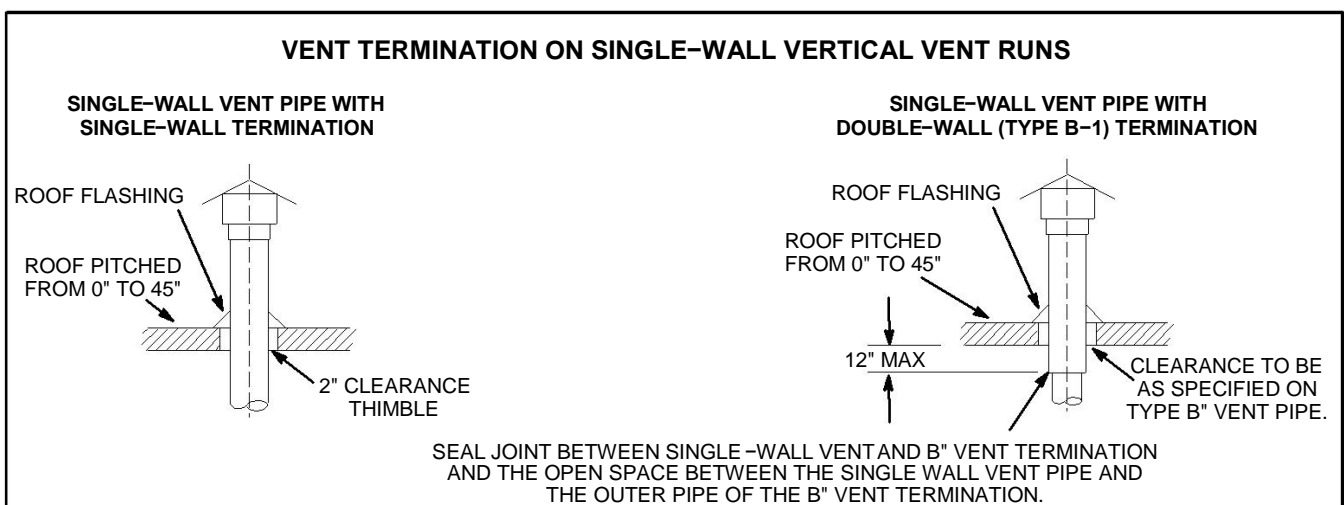 VENT TERMINATION ON SINGLE−WALL VERTICAL VENT RUNS
SINGLE−WALL VENT PIPE WITH
SINGLE−WALL TERMINATION
ROOF FLASHING
ROOF PITCHED
FROM 0" TO 45"
2" CLEARANCE
THIMBLE
SINGLE−WALL VENT PIPE WITH
DOUBLE−WALL (TYPE B−1) TERMINATION
ROOF FLASHING
ROOF PITCHED
FROM 0" TO 45"
12" MAX
CLEARANCE TO BE
AS SPECIFIED ON
TYPE B" VENT PIPE.
SEAL JOINT BETWEEN SINGLE −WALL VENT AND B" VENT TERMINATION
AND THE OPEN SPACE BETWEEN THE SINGLE WALL VENT PIPE AND
THE OUTER PIPE OF THE B" VENT TERMINATION.